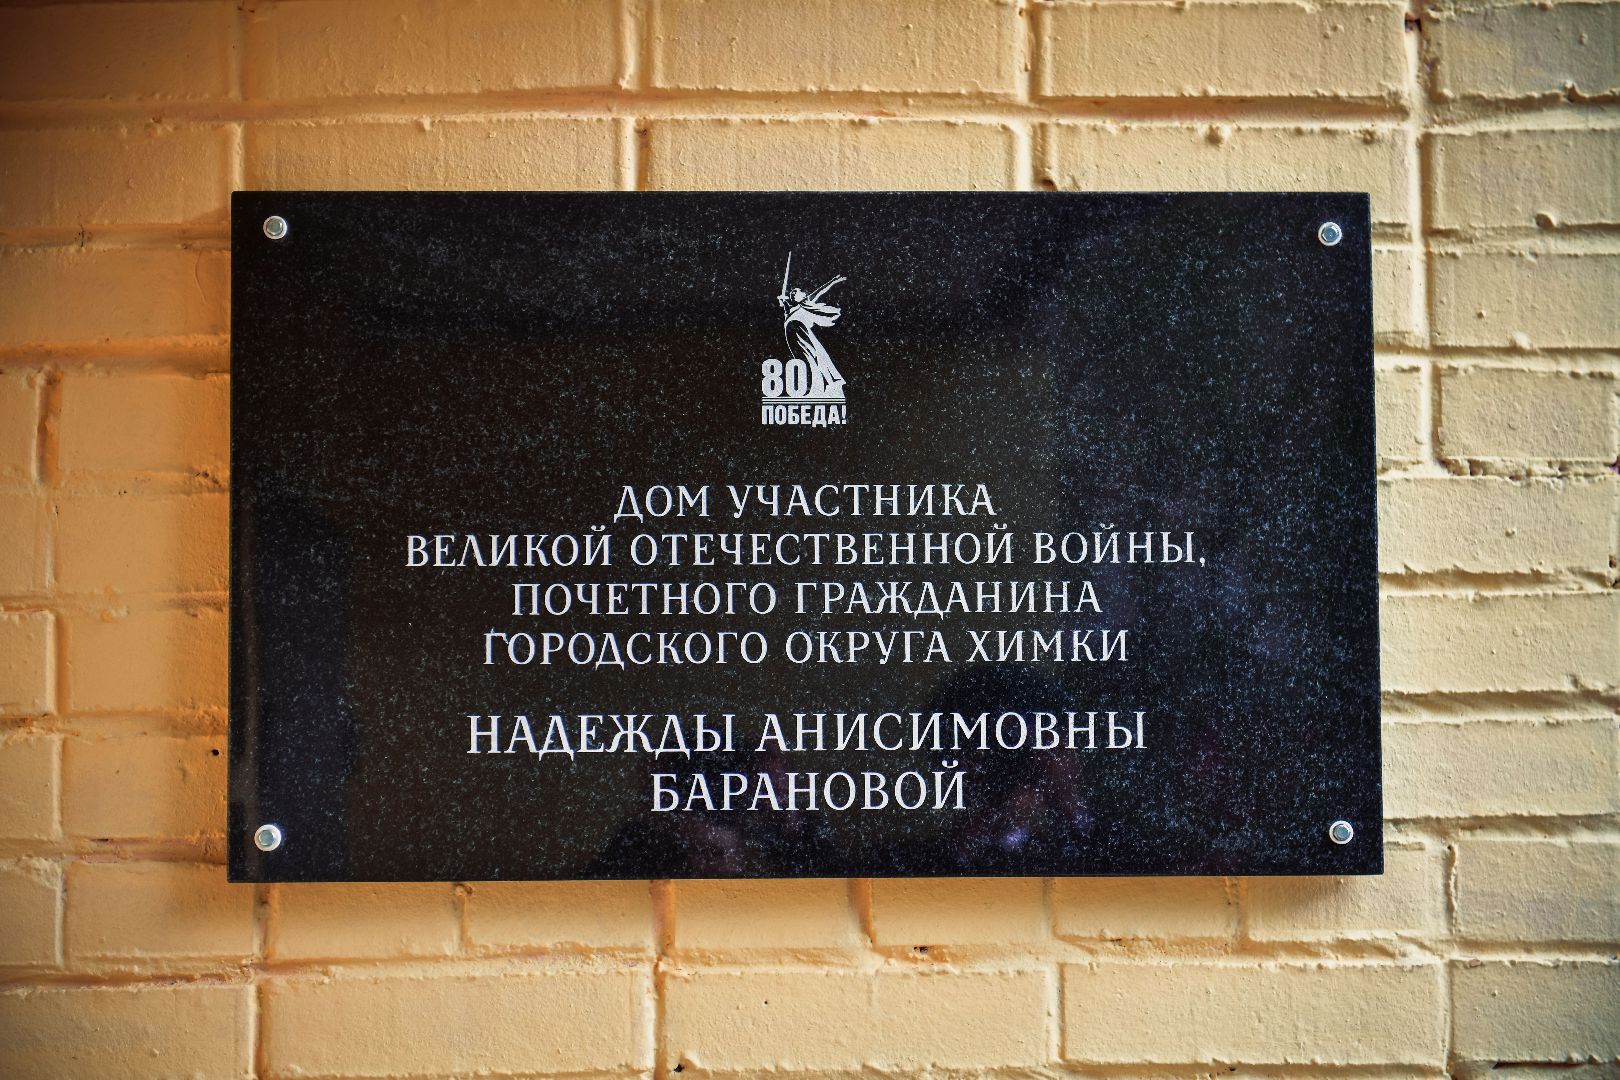 80
ПОБЕДА!
ДОМ УЧАСТНИКА
ВЕЛИКОЙ ОТЕЧЕСТВЕННОЙ ВОЙНЫ,
ПОЧЕТНОГО ГРАЖДАНИНА
ГОРОДСКОГО ОКРУГА ХИМКИ
НАДЕЖДЫ АНИСИМОВНЫ
БАРАНОВОЙ